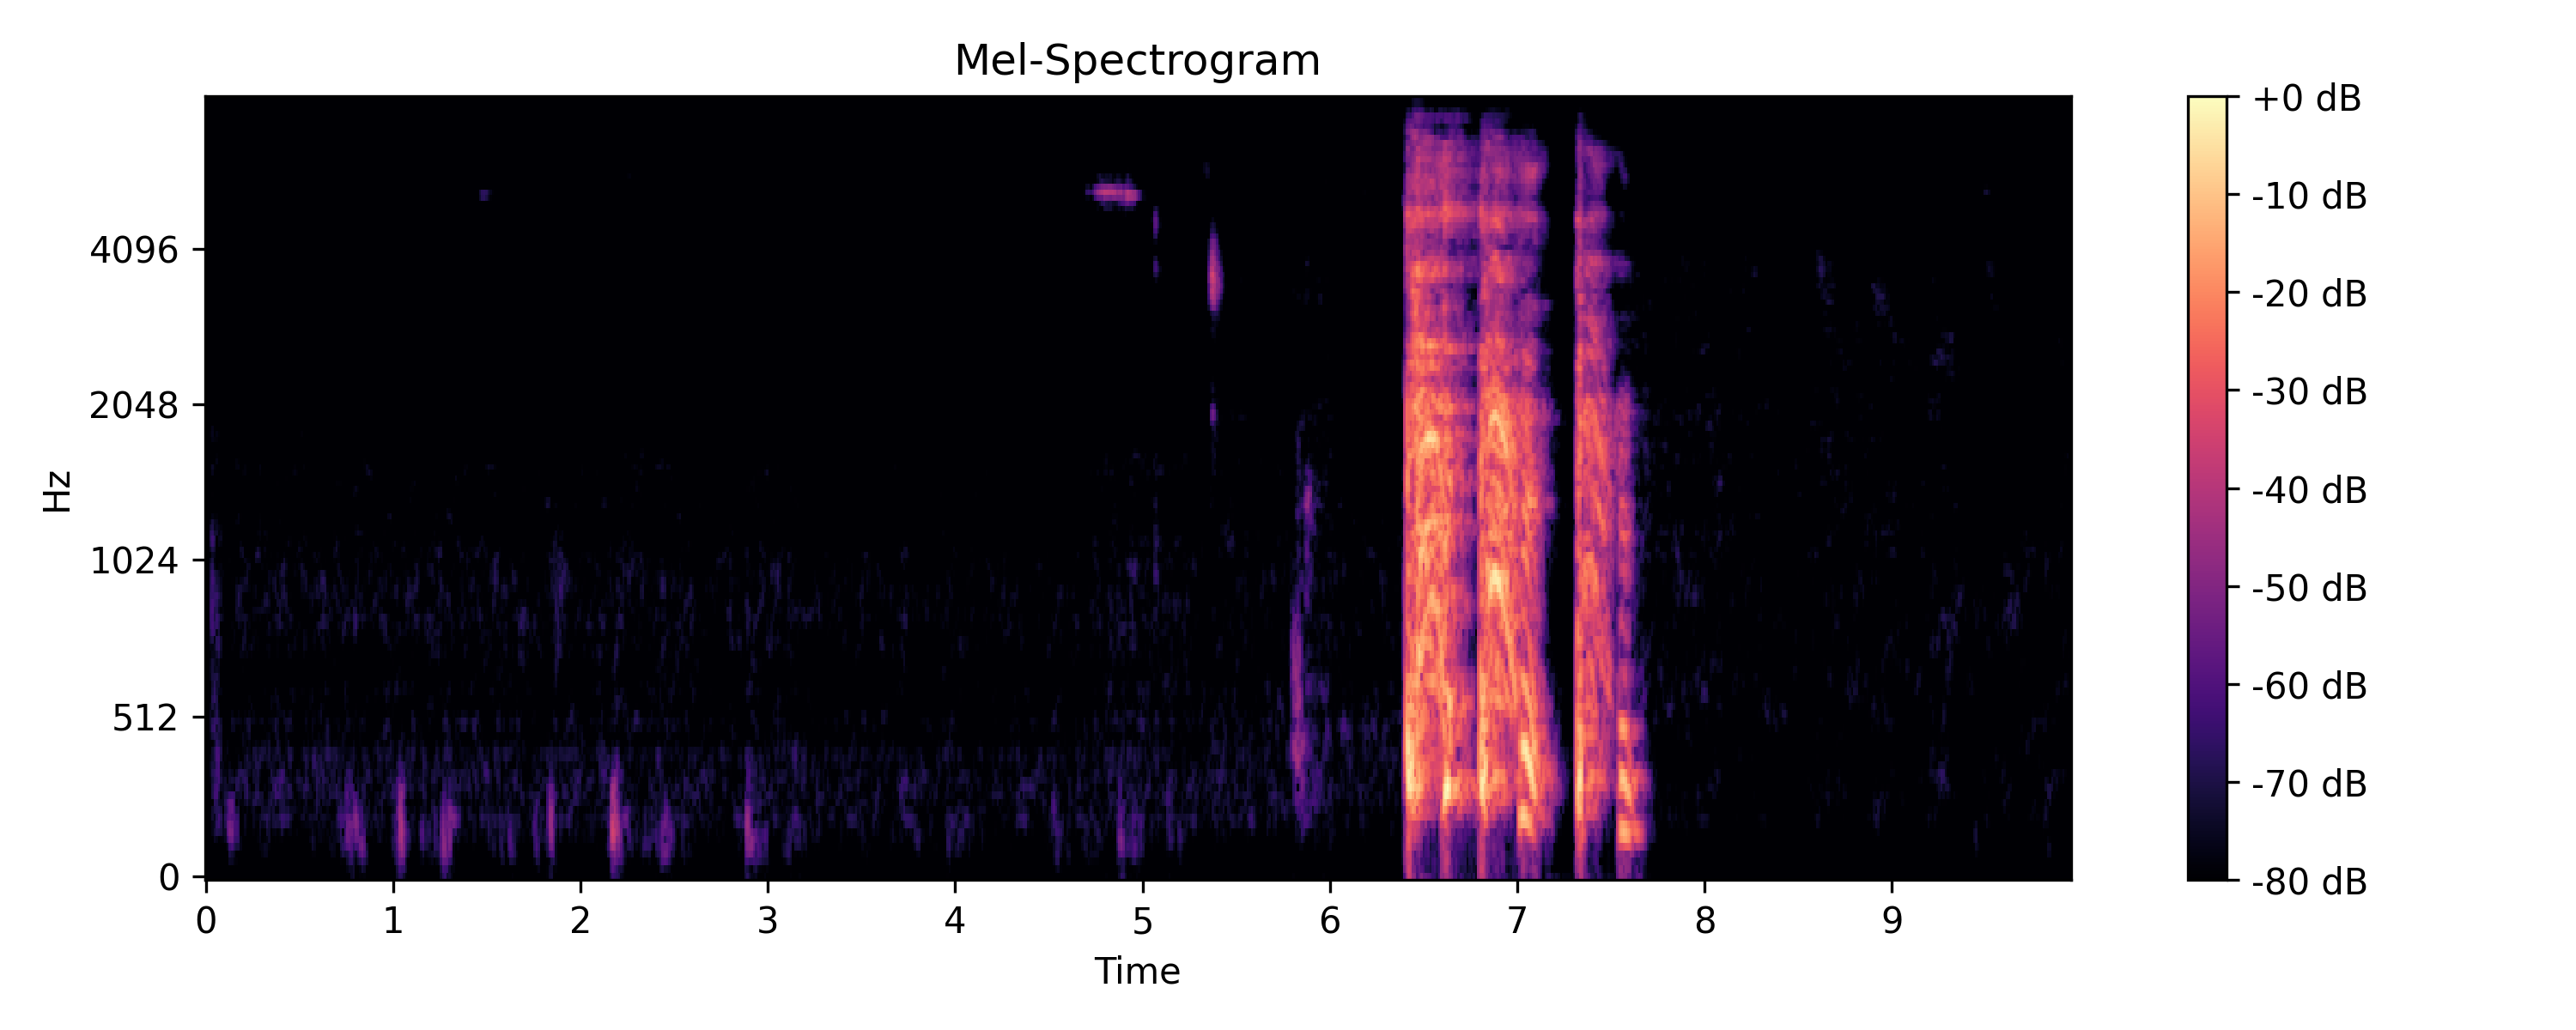 Mel-Spectrogram
+0 dB
-10 dB
-20 dB
-30 dB
-40 dB
-50 dB
-60 dB
-70 dB
-80 dB
Hz
4096
2048
1024
512
0
0 1 2 3 4 5 6 7 8 9
Time